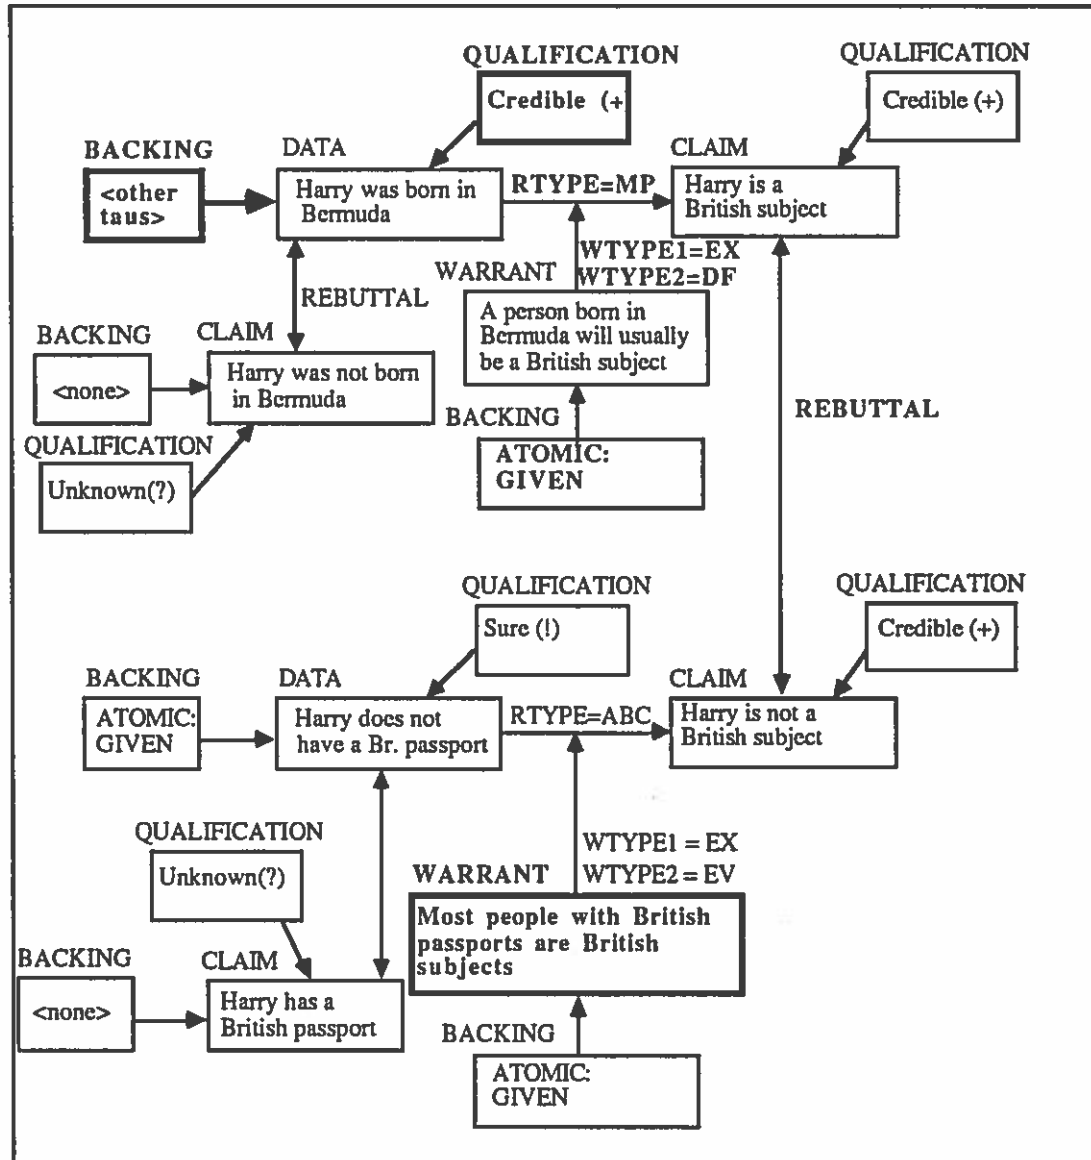 QUALIFICATION
Credible (+
QUALIFICATION
Credible (+)
BACKING
<other
taus>
DATA
Harry was born in
Bermuda
RTYPE=MP
CLAIM
Harry is a
British subject
WTYPE1=EX
WTYPE2=DF
WARRANT
A person born in
Bermuda will usually
be a British subject
REBUTTAL
BACKING
<none>
CLAIM
Harry was not born
in Bermuda
QUALIFICATION
Unknown(?)
BACKING
ATOMIC:
GIVEN
REBUTTAL
QUALIFICATION
Sure (!)
QUALIFICATION
Credible (+)
BACKING
ATOMIC:
GIVEN
DATA
Harry does not
have a Br. passport
RTYPE=ABC
CLAIM
Harry is not a
British subject
QUALIFICATION
Unknown(?)
WTYPE1 = EX
WTYPE2 = EV
WARRANT
Most people with British
passports are British
subjects
BACKING
<none>
CLAIM
Harry has a
British passport
BACKING
ATOMIC:
GIVEN